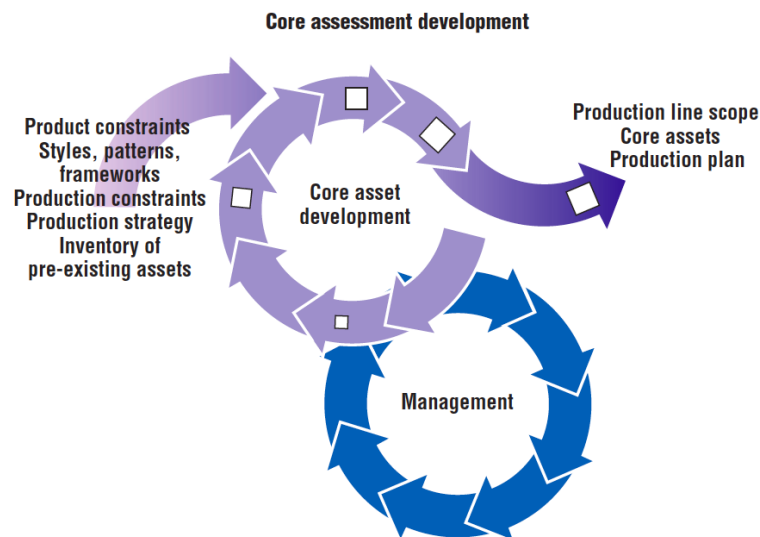 Core assessment development
Product constraints
Styles, patterns,
frameworks
Production constraints
Production strategy
Inventory of
pre-existing assets
Core asset
development
Production line scope
Core assets
Production plan
Management